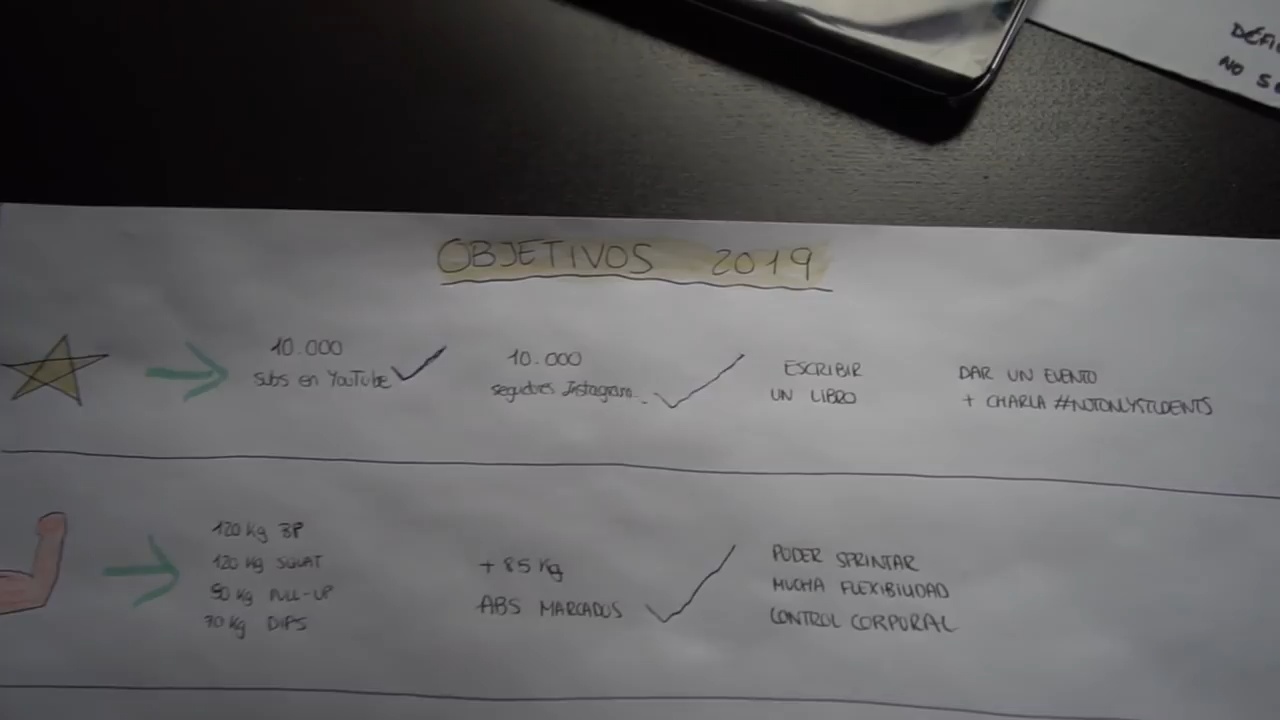 NO S
OBJETIVOS 2019
10.000
subs en YouTube
10.000
seguidores Instagram
ESCRIBIR
UN LIBRO
DAR UN EVENTO
+ CHARLA #NOTONLYSTUDENTS
120 Kg BP
120 Kg SQUAT
50 Kg PULL-UP
70 Kg DIPS
+85 Kg
ABS MARCADOS
PODER SPRINTAR
MUCHA FLEXIBILIDAD
CONTROL CORPORAL